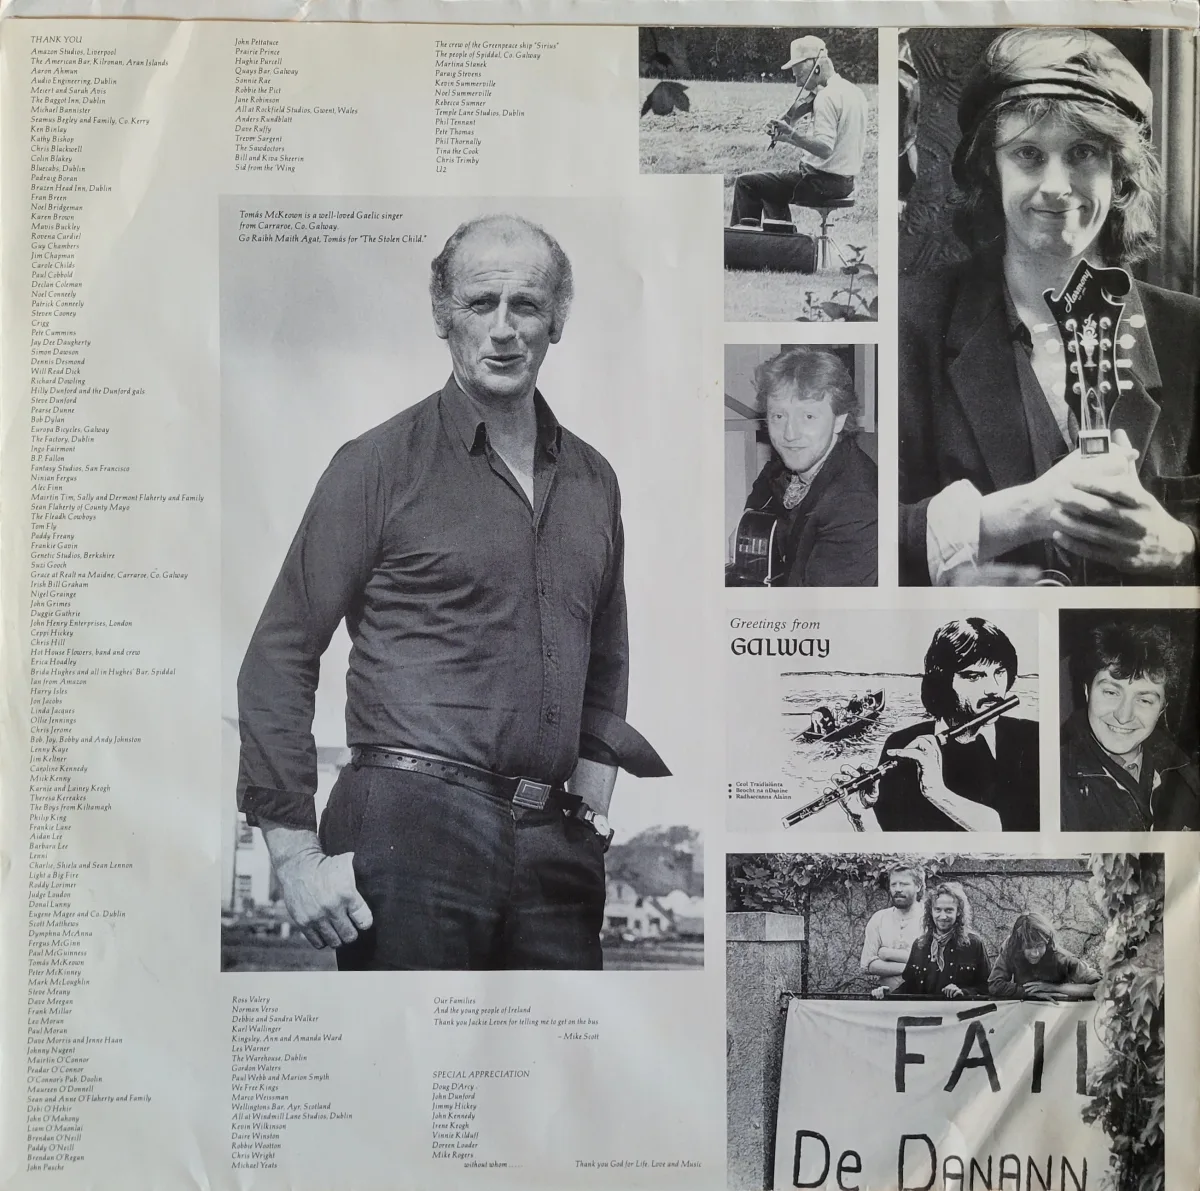 THANK YOU
Amazon Studios, Liverpool
The American Bar, Kilronan, Aran Islands
Aaron Ahmun
Audio Engineering, Dublin
Meiert and Sarah Avis
The Baggot Inn, Dublin
Michael Bannister
Seamus Begley and Family, Co. Kerry
Ken Binlay
Kathy Bishop
Chris Blackwell
Colin Blakey
Bluecabs, Dublin
Padraig Boran
Brazen Head Inn, Dublin
Fran Breen
Noel Bridgeman
Karen Brown
Mavis Buckley
Rovena Cardiel
Guy Chambers
Jim Chapman
Carole Childs
Paul Cobbold
Declan Coleman
Noel Conneely
Patrick Conneely
Steven Cooney
Crigg
Pete Cummins
Jay Dee Daugherty
Simon Dawson
Dennis Desmond
Will Read Dick
Richard Dowling
Hilly Dunford and the Dunford gals
Steve Dunford
Pearse Dunne
Bob Dylan
Europa Bicycles, Galway
The Factory, Dublin
Ingo Fairmont
B.P. Fallon
Fantasy Studios, San Francisco
Ninian Fergus
Alec Finn
Mairtin Tim, Sally and Dermont Flaherty and Family
Sean Flaherty of County Mayo
The Fleadh Cowboys
Tom Fly
Paddy Freany
Frankie Gavin
Genetic Studios, Berkshire
Suzi Gooch
Grace at Realt na Maidne, Carraroe, Co. Galway
Irish Bill Graham
Nigel Grainge
John Grimes
Duggie Guthrie
John Henry Enterprises, London
Ceppi Hickey
Chris Hill
Hot House Flowers, band and crew
Erica Hoadley
Brida Hughes and all in Hughes' Bar, Spiddal
Ian from Amazon
Harry Isles
Jon Jacobs
Linda Jacques
Ollie Jennings
Chris Jerome
Bob, Jay, Bobby and Andy Johnston
Lenny Kaye
Jim Keltner
Caroline Kennedy
Mick Kenny
Karnie and Lainey Keogh
Theresa Kereakes
The Boys from Kiltamagh
Philip King
Frankie Lane
Aidan Lee
Barbara Lee
Lenni
Charlie, Shiela and Sean Lennon
Light a Big Fire
Roddy Lorimer
Judge Loudon
Donal Lunny
Eugene Magee and Co. Dublin
Scott Matthews
Dymphna McAnna
Fergus McGinn
Paul McGuinness
Tomás McKeown
Peter McKinney
Mark McLoughlin
Steve Meany
Dave Meegan
Frank Miller
Leo Moran
Paul Moran
Dave Morris and Jenne Haan
Johnny Nugent
Mairtin O'Connor
Peadar O'Connor
O'Connor's Pub, Doolin
Maureen O'Donnell
Sean and Anne O'Flaherty and Family
Debi O'Hehir
John O'Mahony
Liam O'Maonlai
Brendan O'Neill
Paddy O'Neill
Brendan O'Regan
John Pasche
John Pettatuce
Prairie Prince
Hughie Purcell
Quays Bar, Galway
Sonnie Rae
Robbie the Pict
Jane Robinson
All at Rockfield Studios, Gwent, Wales
Anders Rundblatt
Dave Ruffy
Trevor Sargent
The Sawdoctors
Bill and Kiva Sheerin
Sid from the Wing
The crew of the Greenpeace ship "Sirius"
The people of Spiddal, Co. Galway
Martina Stanek
Paraig Stevens
Kevin Summerville
Noel Summerville
Rebecca Sumner
Temple Lane Studios, Dublin
Phil Tennant
Pete Thomas
Phil Thornally
Tina the Cook
Chris Trimby
U2
Tomás McKeown is a well-loved Gaelic singer
from Carraroe, Co. Galway.
Go Raibh Maith Agat, Tomás for "The Stolen Child."
Harmony
Greetings from
GALWAY
Ceol Traidisiúnta
Beocht na nDaoine
Radharcanna Alainn
FÁIL
De DANANN
Ross Valory
Norman Verso
Debbie and Sandra Walker
Karl Wallinger
Kingsley, Ann and Amanda Ward
Les Warner
The Warehouse, Dublin
Gordon Waters
Paul Webb and Marion Smyth
We Free Kings
Marco Weissman
Wellingtons Bar, Ayr, Scotland
All at Windmill Lane Studios, Dublin
Kevin Wilkinson
Daire Winston
Robbie Wootton
Chris Wright
Michael Yeats
Our Families
And the young people of Ireland
Thank you Jackie Leven for telling me to get on the bus
– Mike Scott
SPECIAL APPRECIATION
Doug D'Arcy
John Dunford
Jimmy Hickey
John Kennedy
Irene Keogh
Vinnie Kilduff
Doreen Loader
Mike Rogers
without whom .....
Thank you God for Life, Love and Music